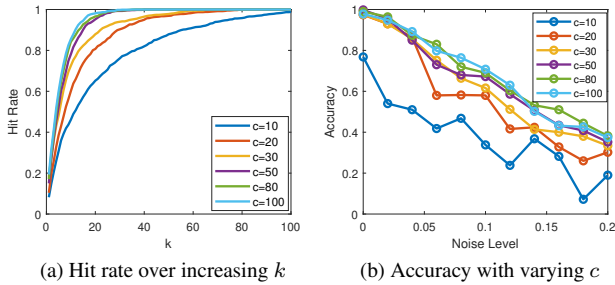 1
0.8
0.6
0.4
0.2
0
Hit Rate
0 20 40 60 80 100
k
c=10
c=20
c=30
c=50
c=80
c=100
(a) Hit rate over increasing k
1
0.8
0.6
0.4
0.2
0
Accuracy
0 0.05 0.1 0.15 0.2
Noise Level
c=10
c=20
c=30
c=50
c=80
c=100
(b) Accuracy with varying c